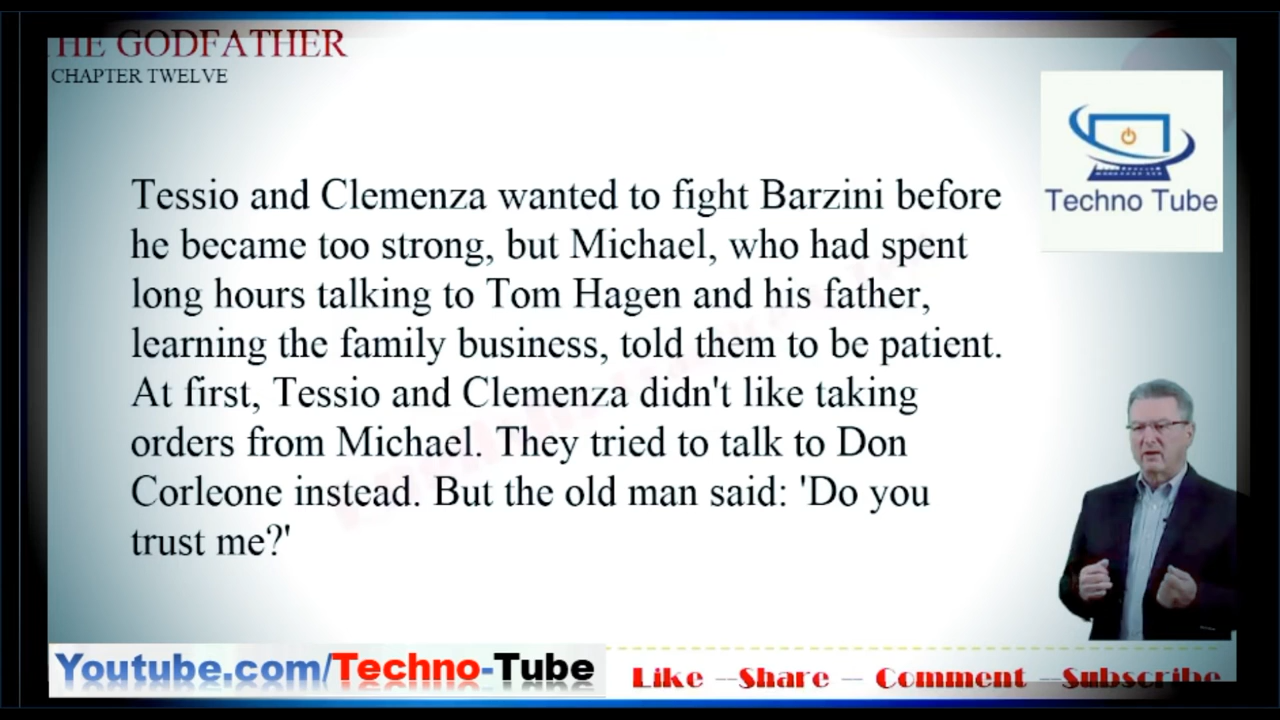 THE GODFATHER
CHAPTER TWELVE
Techno Tube
Tessio and Clemenza wanted to fight Barzini before
he became too strong, but Michael, who had spent
long hours talking to Tom Hagen and his father,
learning the family business, told them to be patient.
At first, Tessio and Clemenza didn't like taking
orders from Michael. They tried to talk to Don
Corleone instead. But the old man said: 'Do you
trust me?'
Youtube.com/Techno-Tube
Like --Share -- Comment --Subscribe